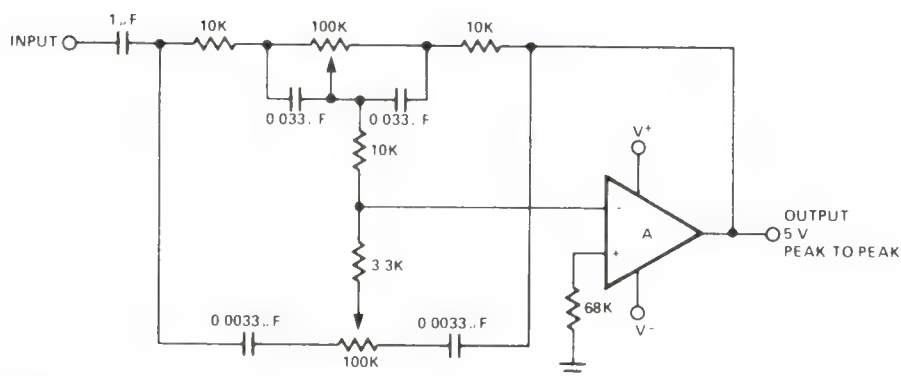 1µF
INPUT
10K
100K
10K
0 033µF
0 033µF
10K
V+
-
A
+
OUTPUT
5 V
PEAK TO PEAK
3 3K
68K
V-
0 0033µF
0 0033µF
100K